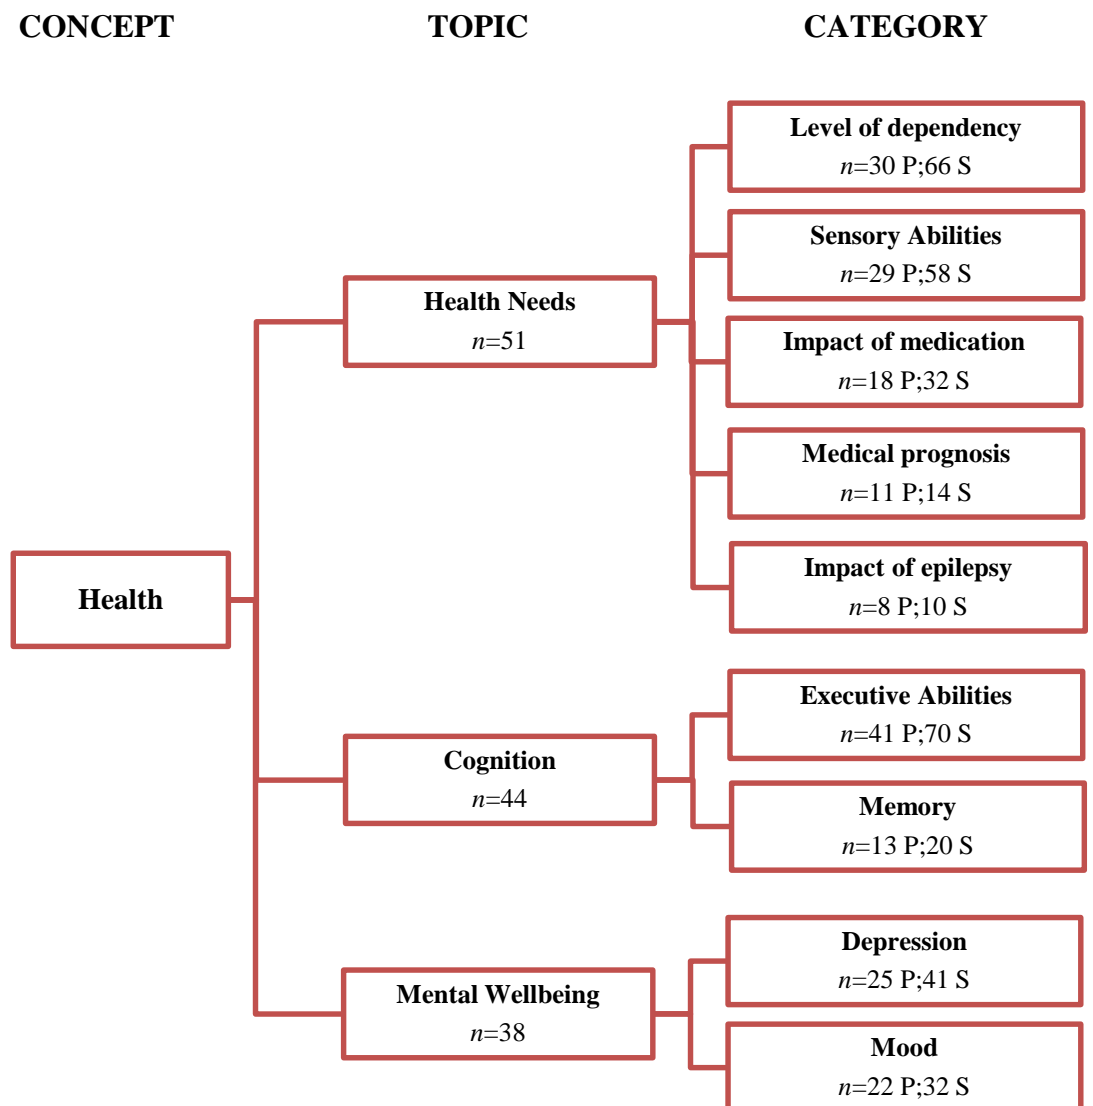 CONCEPT
TOPIC
CATEGORY
Health
Health Needs
n=51
Level of dependency
n=30 P;66 S
Sensory Abilities
n=29 P;58 S
Impact of medication
n=18 P;32 S
Medical prognosis
n=11 P;14 S
Impact of epilepsy
n=8 P;10 S
Cognition
n=44
Executive Abilities
n=41 P;70 S
Memory
n=13 P;20 S
Mental Wellbeing
n=38
Depression
n=25 P;41 S
Mood
n=22 P;32 S